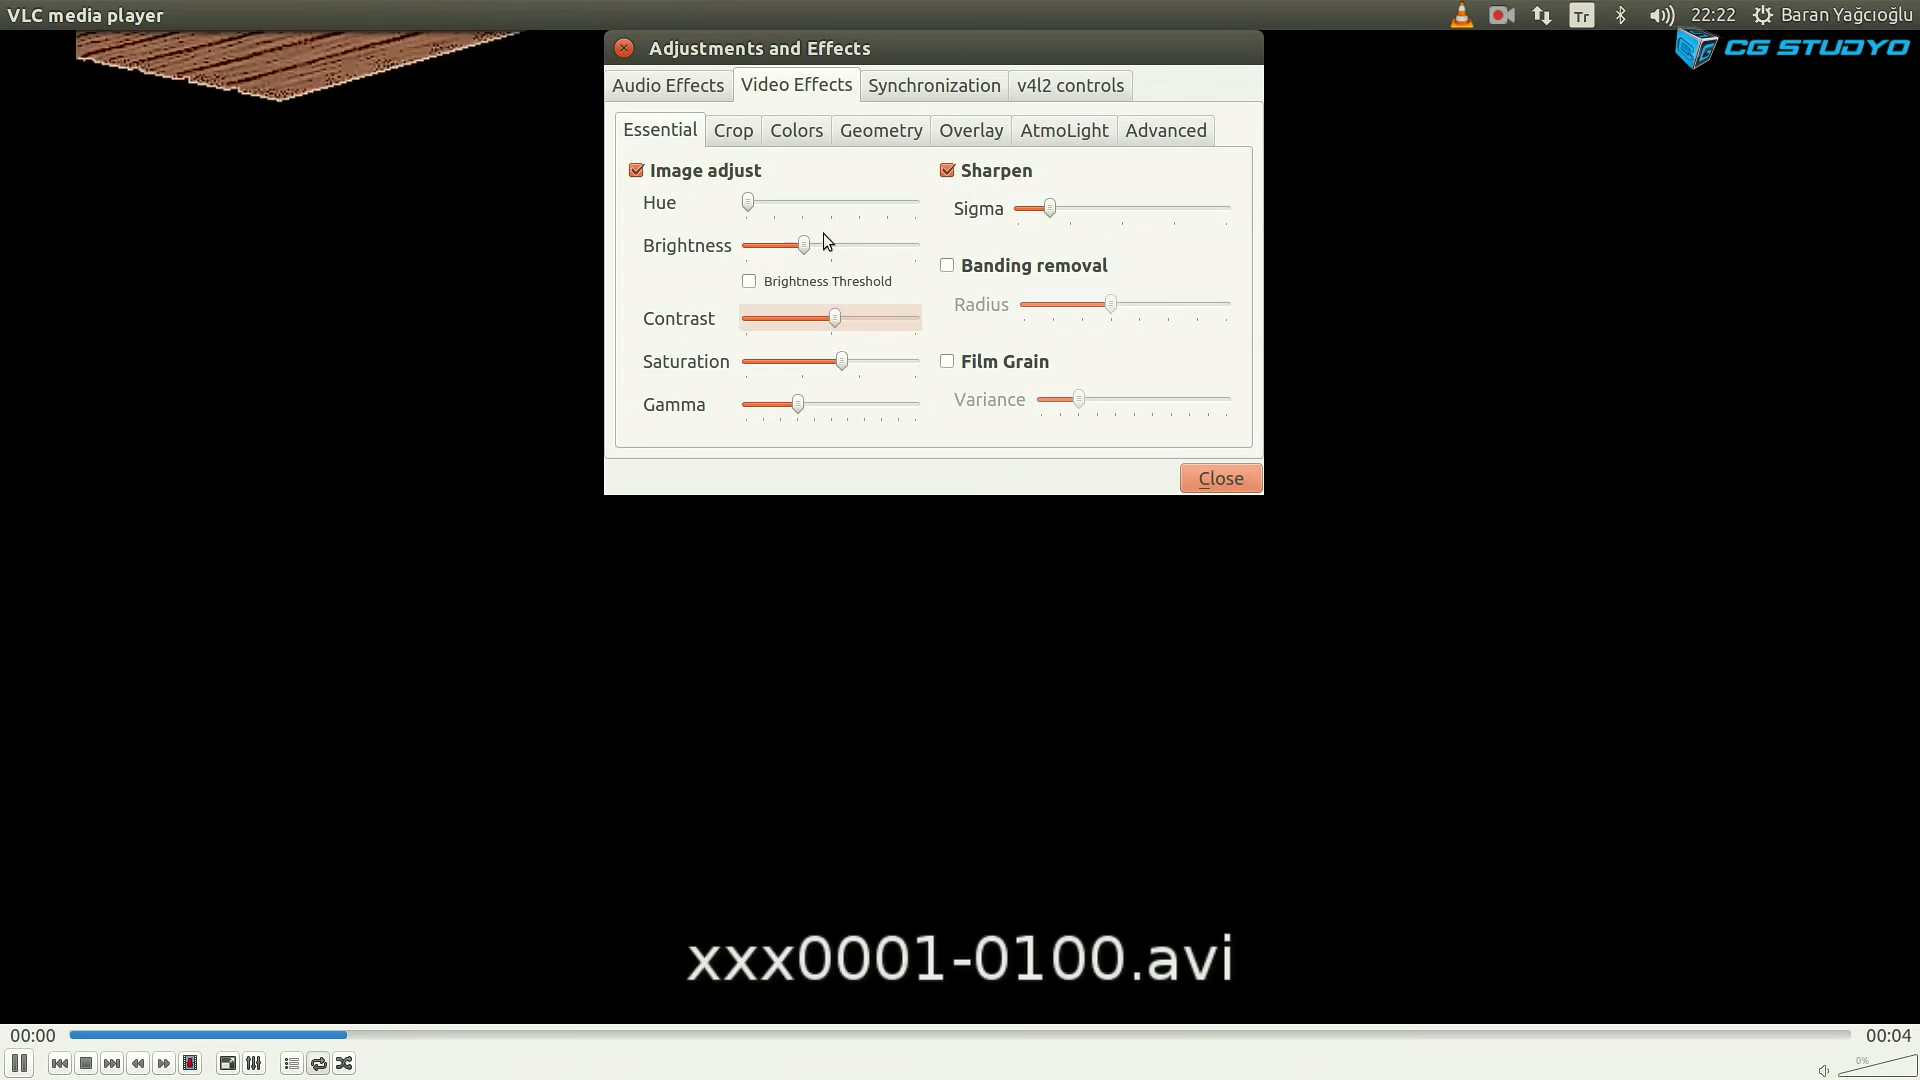 VLC media player
Tr
22:22
Baran Yağcıoğlu
CG STUDYO
Adjustments and Effects
Audio Effects
Video Effects
Synchronization
v4l2 controls
Essential
Crop
Colors
Geometry
Overlay
AtmoLight
Advanced
Image adjust
Hue
Brightness
Brightness Threshold
Contrast
Saturation
Gamma
Sharpen
Sigma
Banding removal
Radius
Film Grain
Variance
Close
xxx0001-0100.avi
00:00
00:04
0%